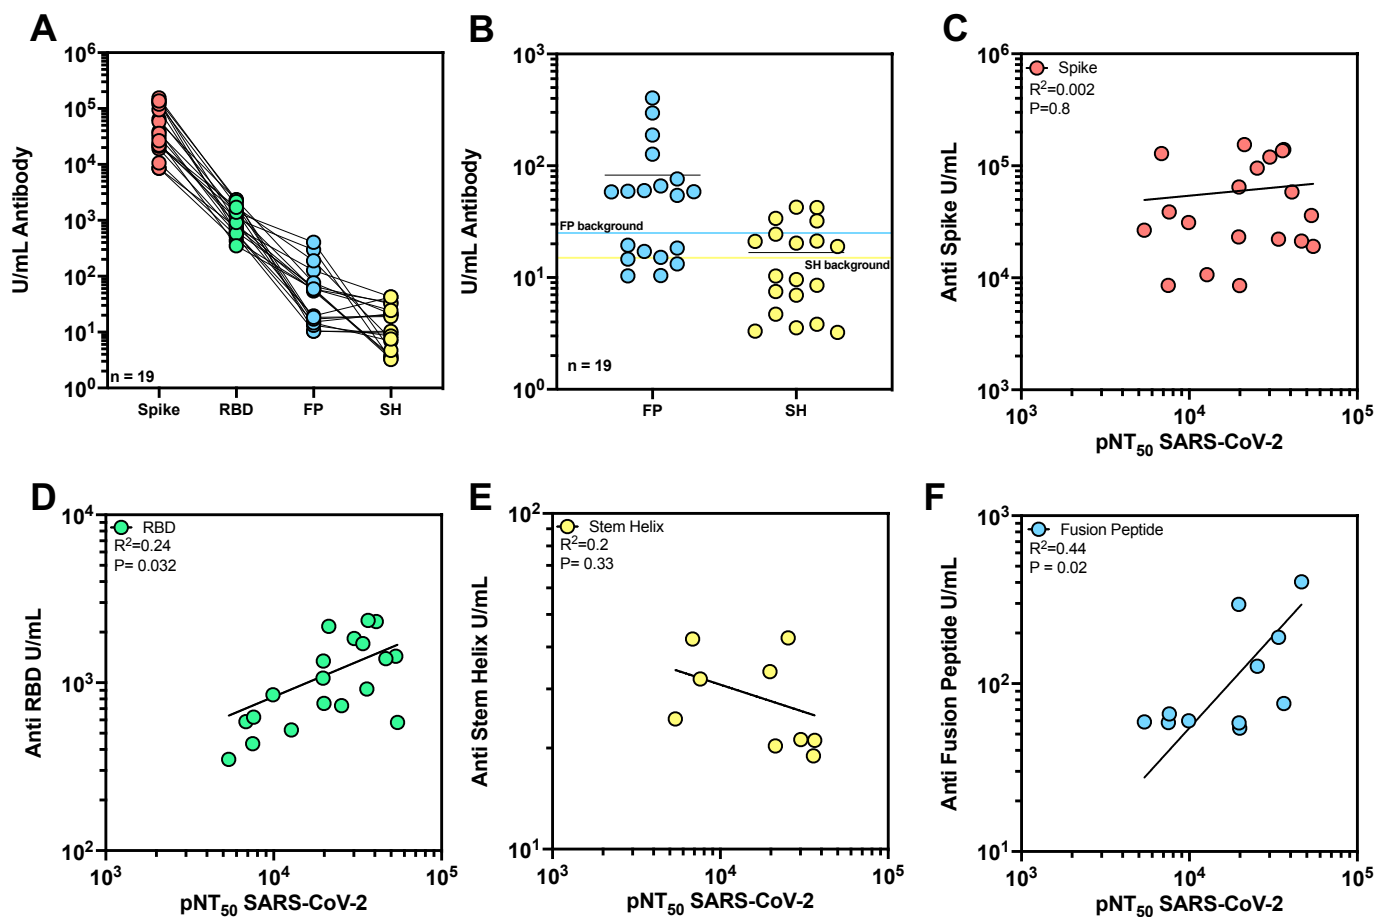 A
10⁶
10⁵
10⁴
10³
10²
10¹
10⁰
U/mL Antibody
n = 19
Spike RBD FP SH
B
10³
10²
10¹
10⁰
U/mL Antibody
FP background
SH background
n = 19
FP SH
C
10⁶
10⁵
10⁴
10³
Anti Spike U/mL
Spike
R²=0.002
P=0.8
10³ 10⁴ 10⁵
pNT₅₀ SARS-CoV-2
D
10⁴
10³
10²
Anti RBD U/mL
RBD
R²=0.24
P= 0.032
10³ 10⁴ 10⁵
pNT₅₀ SARS-CoV-2
E
10²
10¹
Anti Stem Helix U/mL
Stem Helix
R²=0.2
P= 0.33
10³ 10⁴ 10⁵
pNT₅₀ SARS-CoV-2
F
10³
10²
10¹
Anti Fusion Peptide U/mL
Fusion Peptide
R²=0.44
P = 0.02
10³ 10⁴ 10⁵
pNT₅₀ SARS-CoV-2